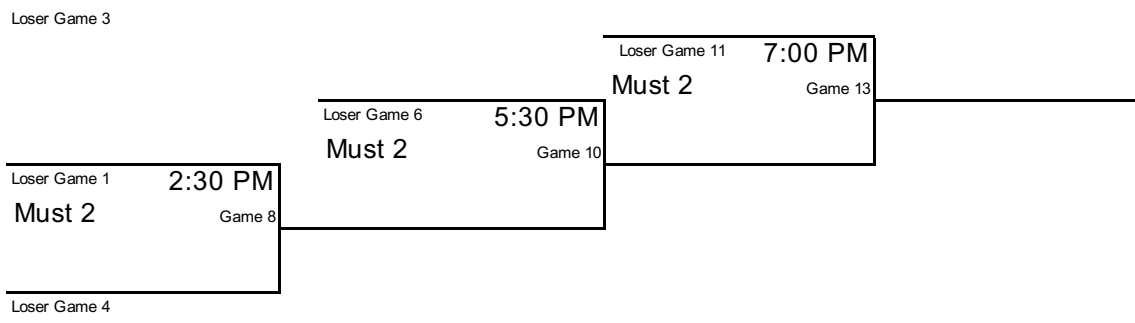 Loser Game 3
Loser Game 11 7:00 PM
Must 2 Game 13
Loser Game 6 5:30 PM
Must 2 Game 10
Loser Game 1 2:30 PM
Must 2 Game 8
Loser Game 4